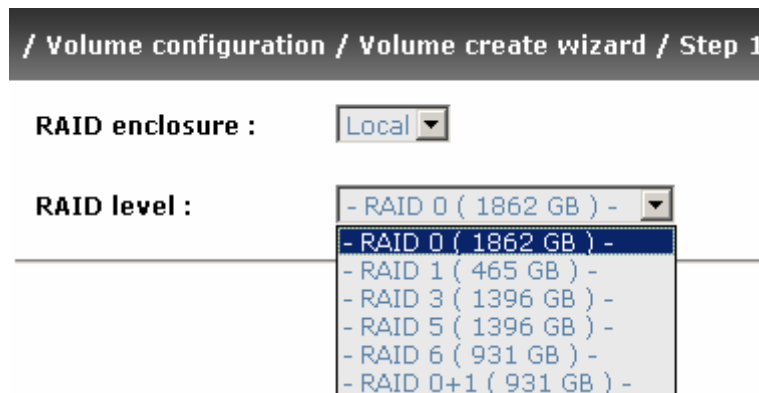 / Volume configuration / Volume create wizard / Step 1
RAID enclosure : Local
RAID level : - RAID 0 ( 1862 GB ) -
- RAID 0 ( 1862 GB ) -
- RAID 1 ( 465 GB ) -
- RAID 3 ( 1396 GB ) -
- RAID 5 ( 1396 GB ) -
- RAID 6 ( 931 GB ) -
- RAID 0+1 ( 931 GB ) -